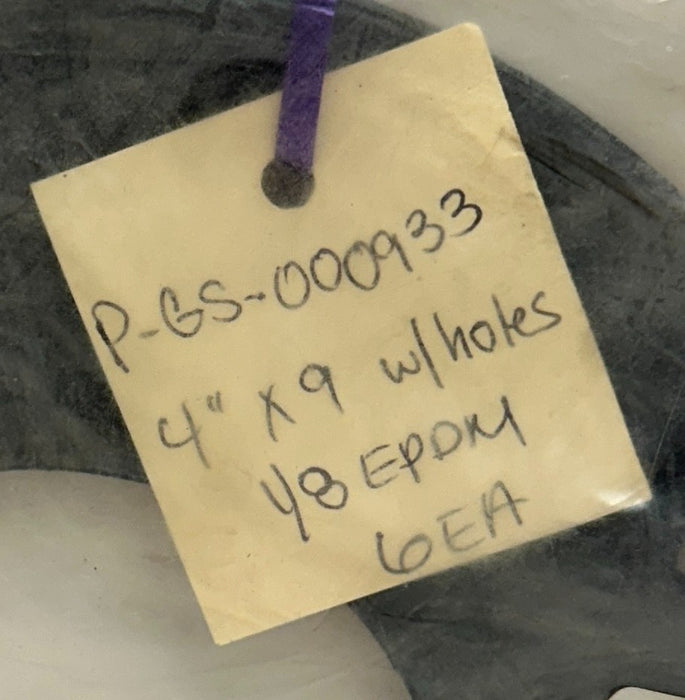 P-GS-000933
4" x 9 w/holes
1/8 EPDM
6EA